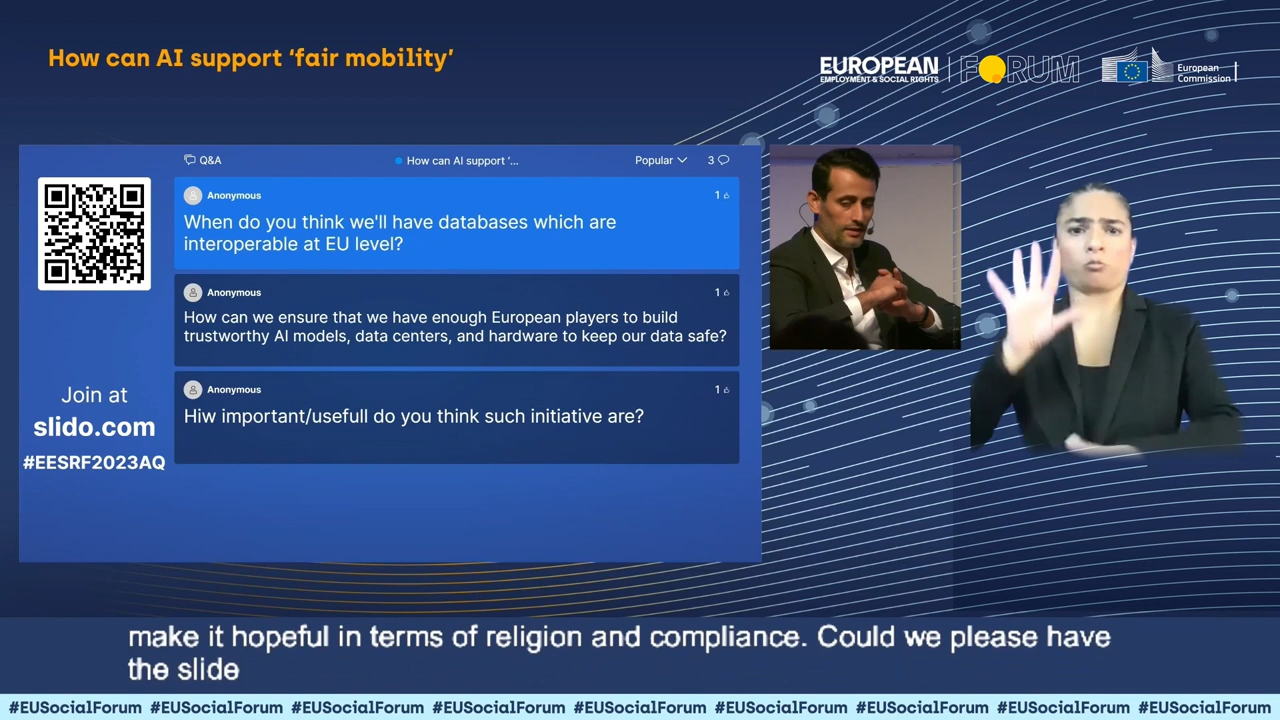 How can AI support ‘fair mobility’
EUROPEAN
EMPLOYMENT & SOCIAL RIGHTS
FORUM
European
Commission
Q&A
How can AI support '...
Popular
3
Anonymous
1
When do you think we'll have databases which are
interoperable at EU level?
Anonymous
1
How can we ensure that we have enough European players to build
trustworthy AI models, data centers, and hardware to keep our data safe?
Anonymous
1
Hiw important/usefull do you think such initiative are?
Join at
slido.com
#EESRF2023AQ
make it hopeful in terms of religion and compliance. Could we please have
the slide
#EUSocialForum #EUSocialForum #EUSocialForum #EUSocialForum #EUSocialForum #EUSocialForum #EUSocialForum #EUSocialForum #EUSocialForum